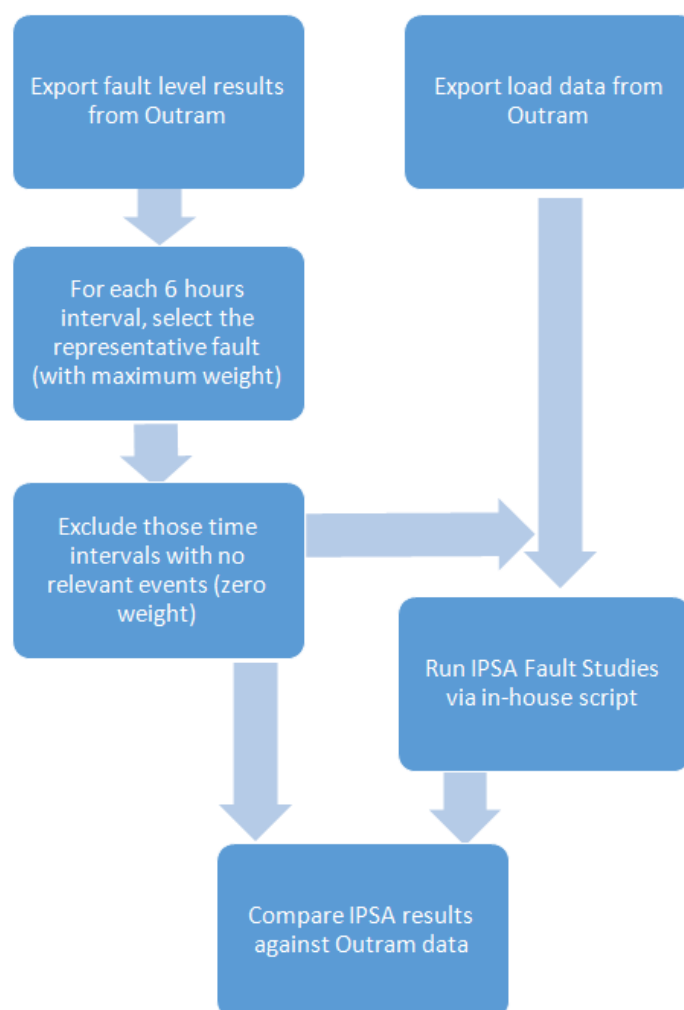 Export fault level results
from Outram
Export load data from
Outram
For each 6 hours
interval, select the
representative fault
(with maximum weight)
Exclude those time
intervals with no
relevant events (zero
weight)
Run IPSA Fault Studies
via in-house script
Compare IPSA results
against Outram data